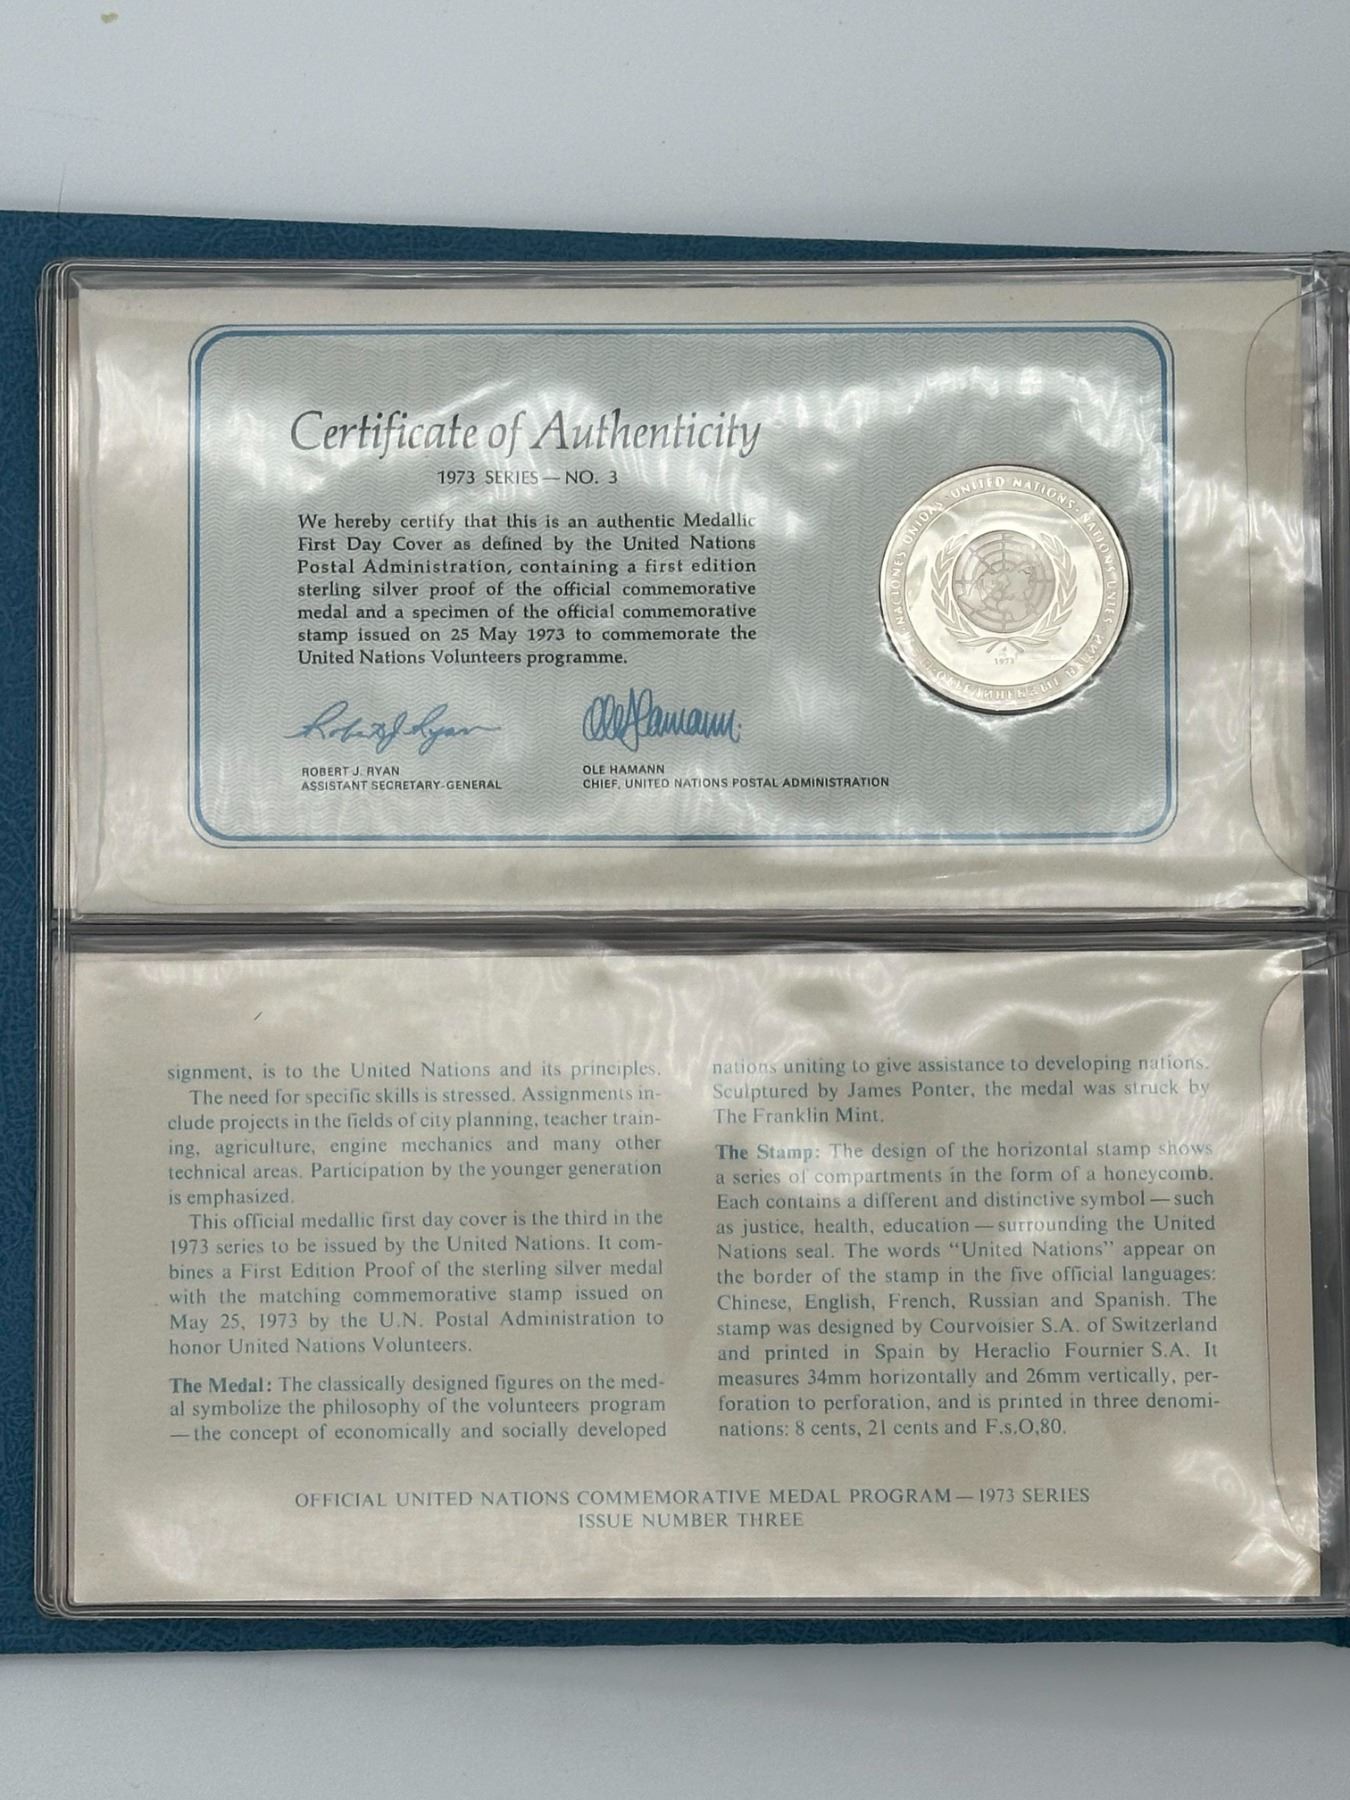 Certificate of Authenticity
1973 SERIES — NO. 3
We hereby certify that this is an authentic Medallic
First Day Cover as defined by the United Nations
Postal Administration, containing a first edition
sterling silver proof of the official commemorative
medal and a specimen of the official commemorative
stamp issued on 25 May 1973 to commemorate the
United Nations Volunteers programme.
Robert J. Ryan
Ole Hamann
ROBERT J. RYAN
ASSISTANT SECRETARY-GENERAL
OLE HAMANN
CHIEF, UNITED NATIONS POSTAL ADMINISTRATION
NACIONES UNIDAS · UNITED NATIONS · NATIONS UNIES
1973
signment, is to the United Nations and its principles.
The need for specific skills is stressed. Assignments in-
clude projects in the fields of city planning, teacher train-
ing, agriculture, engine mechanics and many other
technical areas. Participation by the younger generation
is emphasized.
This official medallic first day cover is the third in the
1973 series to be issued by the United Nations. It com-
bines a First Edition Proof of the sterling silver medal
with the matching commemorative stamp issued on
May 25, 1973 by the U.N. Postal Administration to
honor United Nations Volunteers.
The Medal: The classically designed figures on the med-
al symbolize the philosophy of the volunteers program
— the concept of economically and socially developed
nations uniting to give assistance to developing nations.
Sculptured by James Ponter, the medal was struck by
The Franklin Mint.
The Stamp: The design of the horizontal stamp shows
a series of compartments in the form of a honeycomb.
Each contains a different and distinctive symbol — such
as justice, health, education — surrounding the United
Nations seal. The words “United Nations” appear on
the border of the stamp in the five official languages:
Chinese, English, French, Russian and Spanish. The
stamp was designed by Courvoisier S.A. of Switzerland
and printed in Spain by Heraclio Fournier S.A. It
measures 34mm horizontally and 26mm vertically, per-
foration to perforation, and is printed in three denomi-
nations: 8 cents, 21 cents and F.s.O,80.
OFFICIAL UNITED NATIONS COMMEMORATIVE MEDAL PROGRAM — 1973 SERIES
ISSUE NUMBER THREE